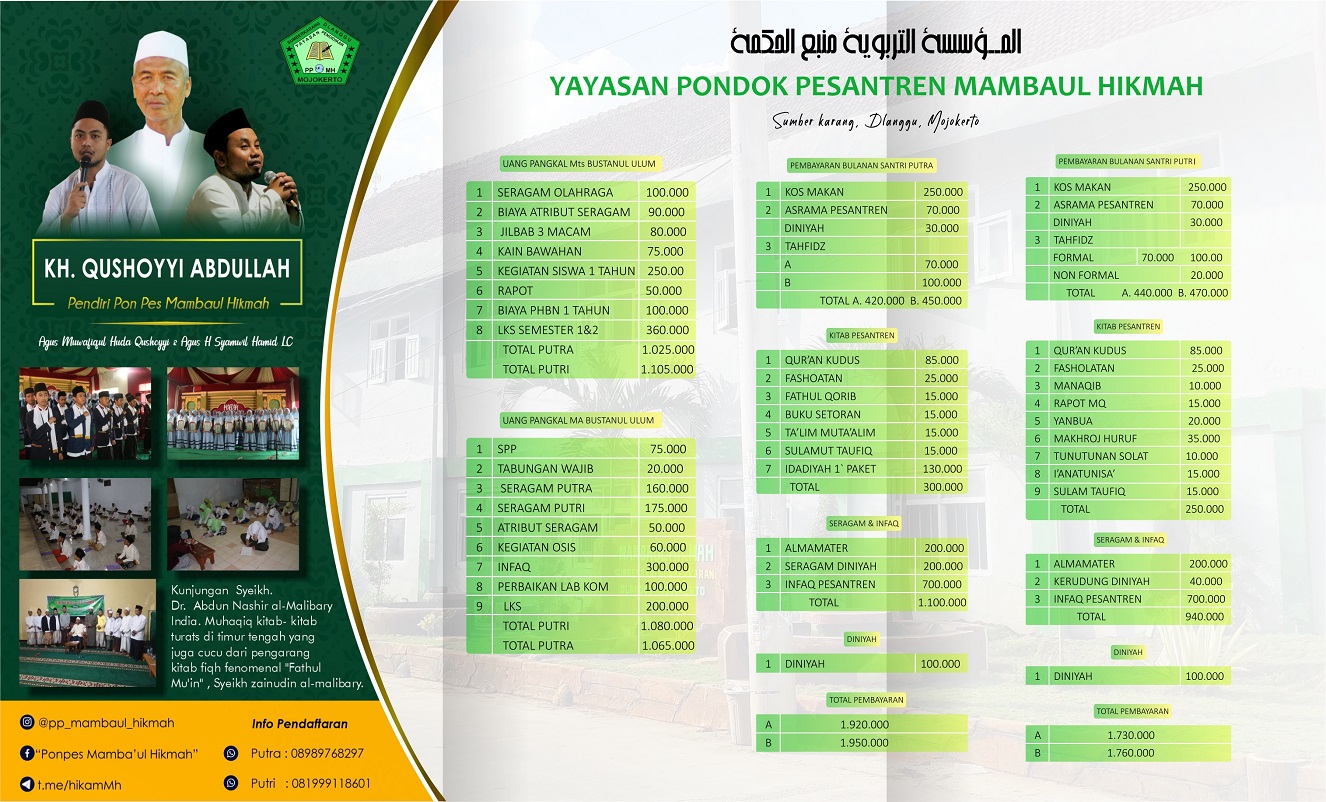 SUMBERKARANG DLANGGU
YAYASAN PENDIDIKAN
PP MH
MOJOKERTO
KH. QUSHOYYI ABDULLAH
Pendiri Pon Pes Mambaul Hikmah
Agus Muwafiqul Huda Qushoyyi & Agus H Syamwil Hamid LC
Kunjungan Syeikh.
Dr. Abdun Nashir al-Malibary
India. Muhaqiq kitab- kitab
turats di timur tengah yang
juga cucu dari pengarang
kitab fiqh fenomenal "Fathul
Mu'in" , Syeikh zainudin al-malibary.
@pp_mambaul_hikmah
"Ponpes Mamba'ul Hikmah"
t.me/hikamMh
Info Pendaftaran
Putra : 08989768297
Putri : 081999118601
المؤسسة التربوية منبع الحكمة
YAYASAN PONDOK PESANTREN MAMBAUL HIKMAH
Sumber karang, Dlanggu, Mojokerto
UANG PANGKAL Mts BUSTANUL ULUM
1 SERAGAM OLAHRAGA 100.000
2 BIAYA ATRIBUT SERAGAM 90.000
3 JILBAB 3 MACAM 80.000
4 KAIN BAWAHAN 75.000
5 KEGIATAN SISWA 1 TAHUN 250.00
6 RAPOT 50.000
7 BIAYA PHBN 1 TAHUN 100.000
8 LKS SEMESTER 1&2 360.000
TOTAL PUTRA 1.025.000
TOTAL PUTRI 1.105.000
UANG PANGKAL MA BUSTANUL ULUM
1 SPP 75.000
2 TABUNGAN WAJIB 20.000
3 SERAGAM PUTRA 160.000
4 SERAGAM PUTRI 175.000
5 ATRIBUT SERAGAM 50.000
6 KEGIATAN OSIS 60.000
7 INFAQ 300.000
8 PERBAIKAN LAB KOM 100.000
9 LKS 200.000
TOTAL PUTRI 1.080.000
TOTAL PUTRA 1.065.000
PEMBAYARAN BULANAN SANTRI PUTRA
1 KOS MAKAN 250.000
2 ASRAMA PESANTREN 70.000
DINIYAH 30.000
3 TAHFIDZ
A 70.000
B 100.000
TOTAL A. 420.000 B. 450.000
KITAB PESANTREN
1 QUR'AN KUDUS 85.000
2 FASHOATAN 25.000
3 FATHUL QORIB 15.000
4 BUKU SETORAN 15.000
5 TA'LIM MUTA'ALIM 15.000
6 SULAMUT TAUFIQ 15.000
7 IDADIYAH 1` PAKET 130.000
TOTAL 300.000
SERAGAM & INFAQ
1 ALMAMATER 200.000
2 SERAGAM DINIYAH 200.000
3 INFAQ PESANTREN 700.000
TOTAL 1.100.000
DINIYAH
1 DINIYAH 100.000
TOTAL PEMBAYARAN
A 1.920.000
B 1.950.000
PEMBAYARAN BULANAN SANTRI PUTRI
1 KOS MAKAN 250.000
2 ASRAMA PESANTREN 70.000
DINIYAH 30.000
3 TAHFIDZ
FORMAL 70.000 100.00
NON FORMAL 20.000
TOTAL A. 440.000 B. 470.000
KITAB PESANTREN
1 QUR'AN KUDUS 85.000
2 FASHOLATAN 25.000
3 MANAQIB 10.000
4 RAPOT MQ 15.000
5 YANBUA 20.000
6 MAKHROJ HURUF 35.000
7 TUNUTUNAN SOLAT 10.000
8 I'ANATUNISA' 15.000
9 SULAM TAUFIQ 15.000
TOTAL 250.000
SERAGAM & INFAQ
1 ALMAMATER 200.000
2 KERUDUNG DINIYAH 40.000
3 INFAQ PESANTREN 700.000
TOTAL 940.000
DINIYAH
1 DINIYAH 100.000
TOTAL PEMBAYARAN
A 1.730.000
B 1.760.000